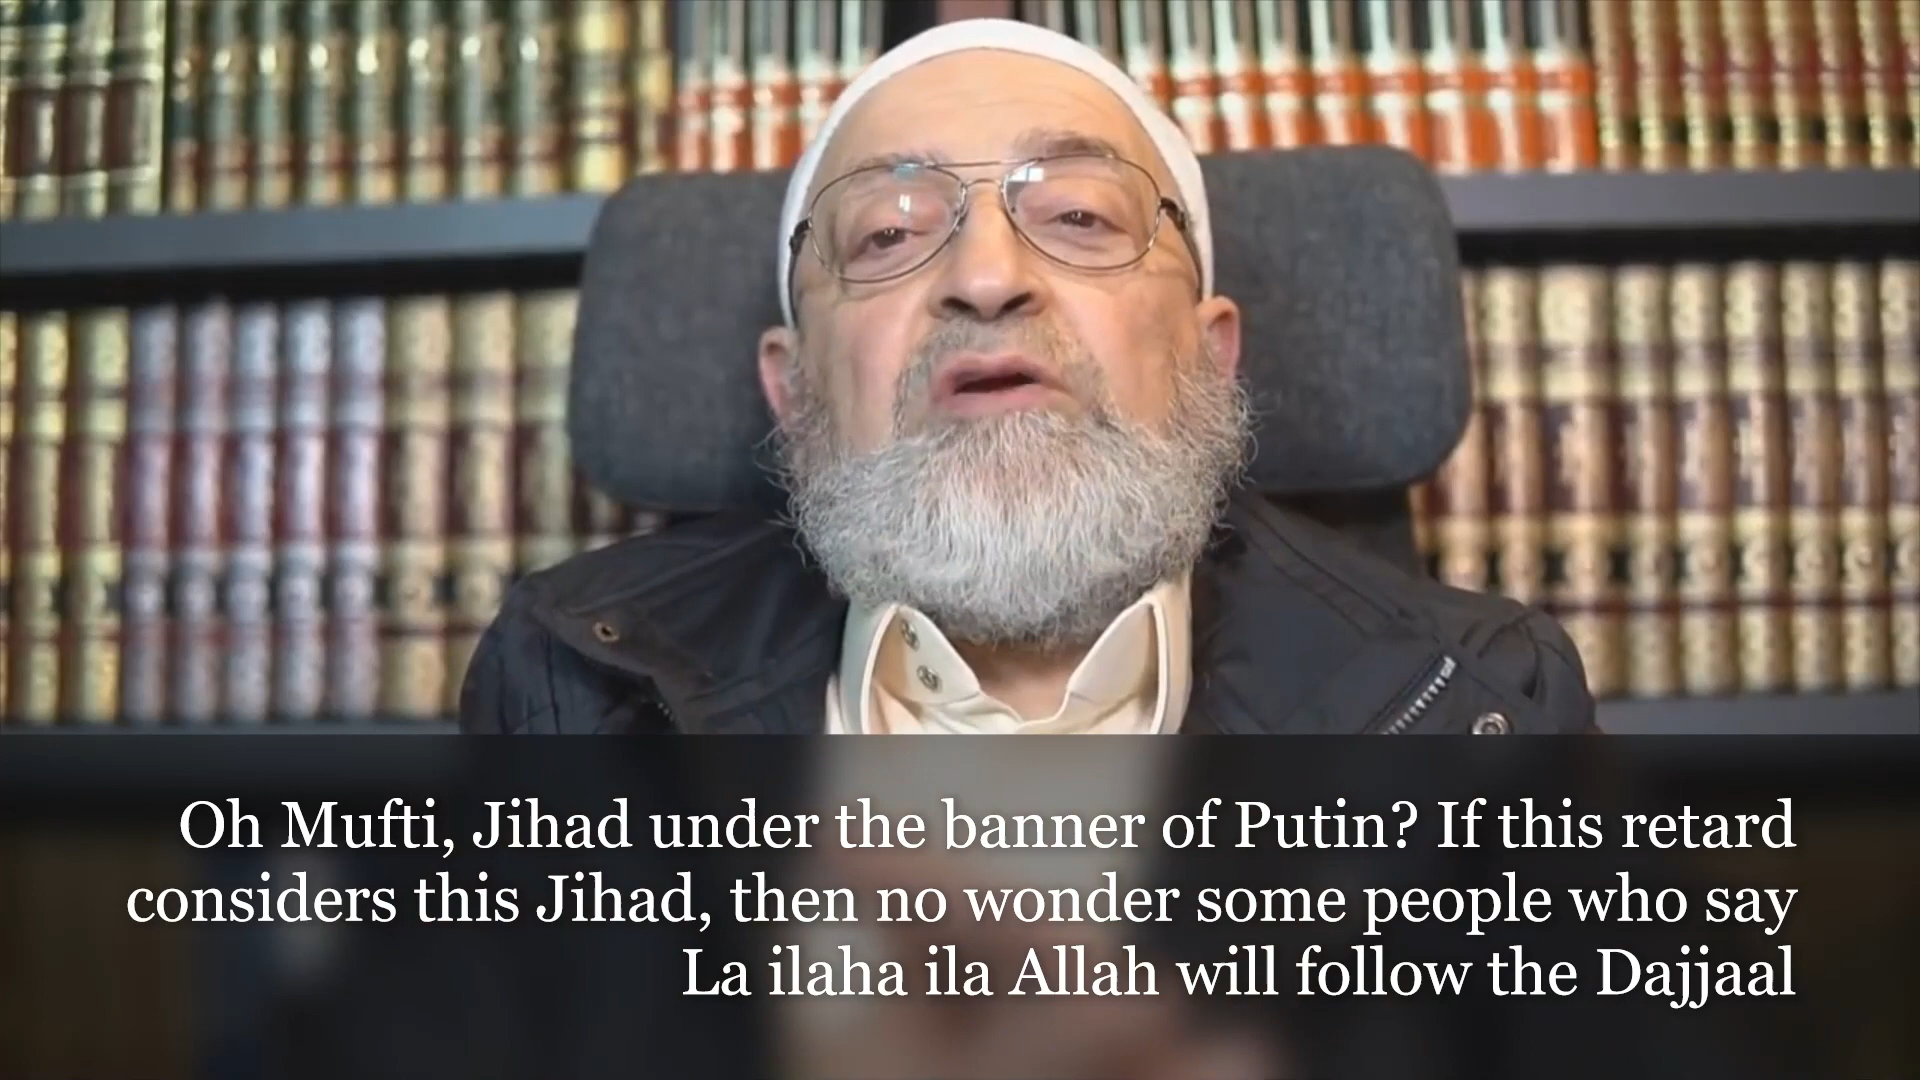 Oh Mufti, Jihad under the banner of Putin? If this retard
considers this Jihad, then no wonder some people who say
La ilaha ila Allah will follow the Dajjaal